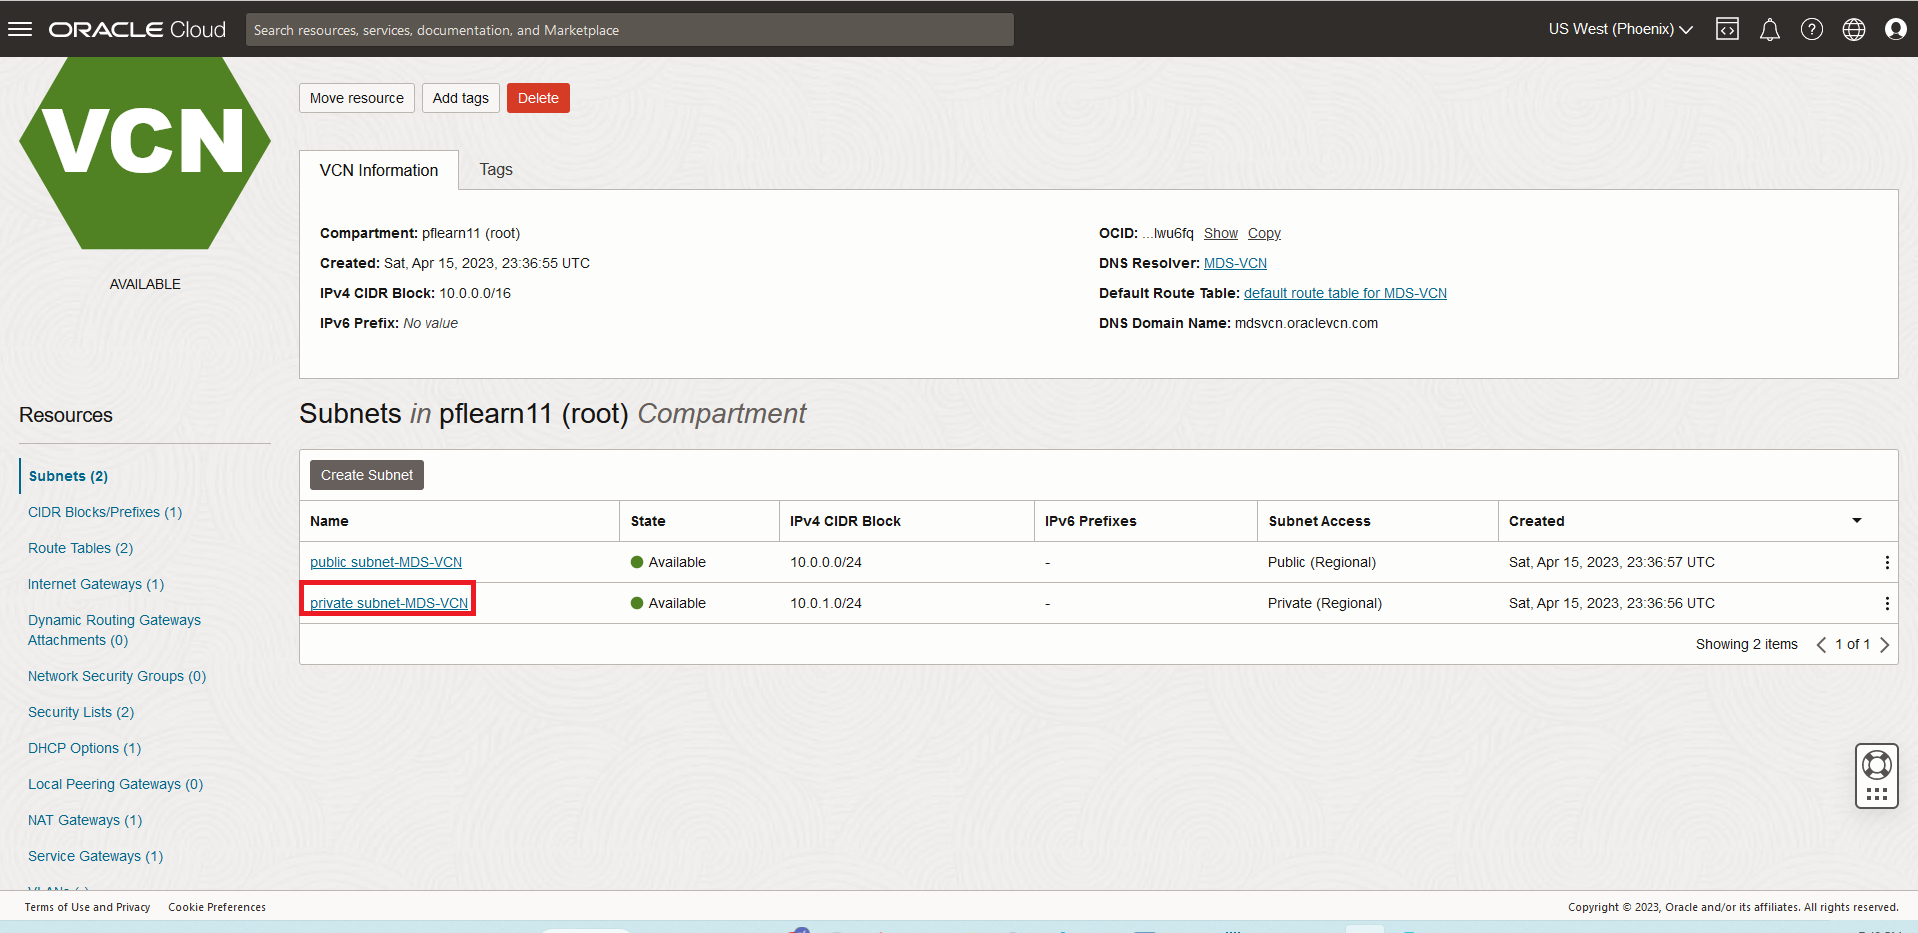 ORACLE Cloud
Search resources, services, documentation, and Marketplace
US West (Phoenix)
VCN
AVAILABLE
Move resource
Add tags
Delete
VCN Information
Tags
Compartment: pflearn11 (root)
Created: Sat, Apr 15, 2023, 23:36:55 UTC
IPv4 CIDR Block: 10.0.0.0/16
IPv6 Prefix: No value
OCID: ...lwu6fq Show Copy
DNS Resolver: MDS-VCN
Default Route Table: default route table for MDS-VCN
DNS Domain Name: mdsvcn.oraclevcn.com
Resources
Subnets (2)
CIDR Blocks/Prefixes (1)
Route Tables (2)
Internet Gateways (1)
Dynamic Routing Gateways
Attachments (0)
Network Security Groups (0)
Security Lists (2)
DHCP Options (1)
Local Peering Gateways (0)
NAT Gateways (1)
Service Gateways (1)
Subnets in pflearn11 (root) Compartment
Create Subnet
Name State IPv4 CIDR Block IPv6 Prefixes Subnet Access Created
public subnet-MDS-VCN Available 10.0.0.0/24 - Public (Regional) Sat, Apr 15, 2023, 23:36:57 UTC
private subnet-MDS-VCN Available 10.0.1.0/24 - Private (Regional) Sat, Apr 15, 2023, 23:36:56 UTC
Showing 2 items 1 of 1
Terms of Use and Privacy Cookie Preferences
Copyright © 2023, Oracle and/or its affiliates. All rights reserved.